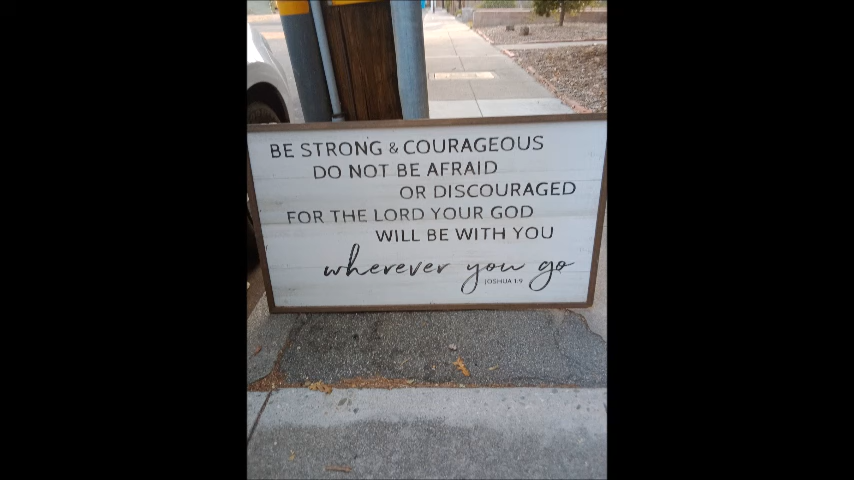 BE STRONG & COURAGEOUS
DO NOT BE AFRAID
OR DISCOURAGED
FOR THE LORD YOUR GOD
WILL BE WITH YOU
wherever you go
JOSHUA 1:9